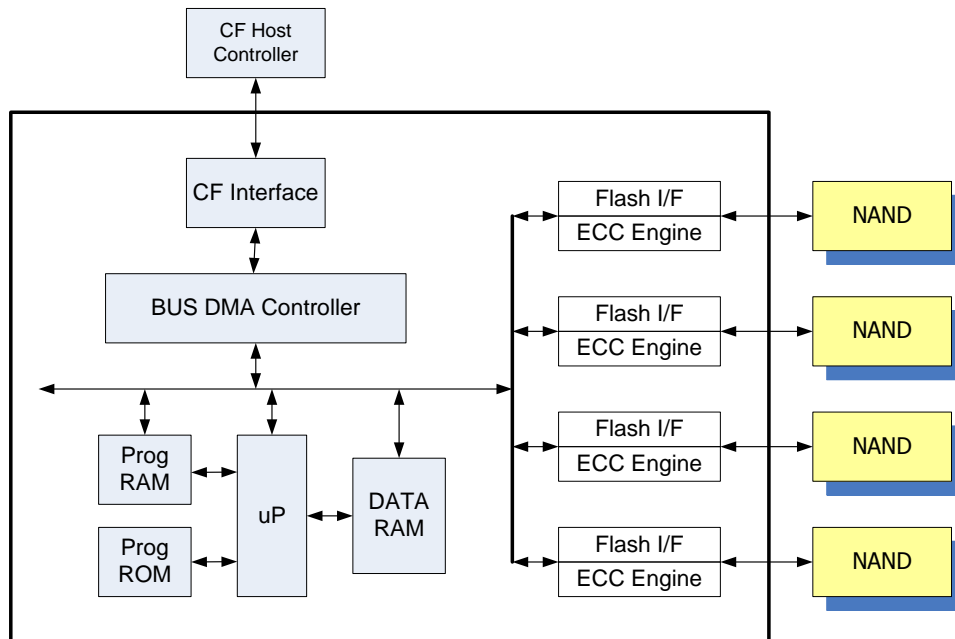 CF Host
Controller
CF Interface
BUS DMA Controller
Prog
RAM
Prog
ROM
uP
DATA
RAM
Flash I/F
ECC Engine
NAND
Flash I/F
ECC Engine
NAND
Flash I/F
ECC Engine
NAND
Flash I/F
ECC Engine
NAND